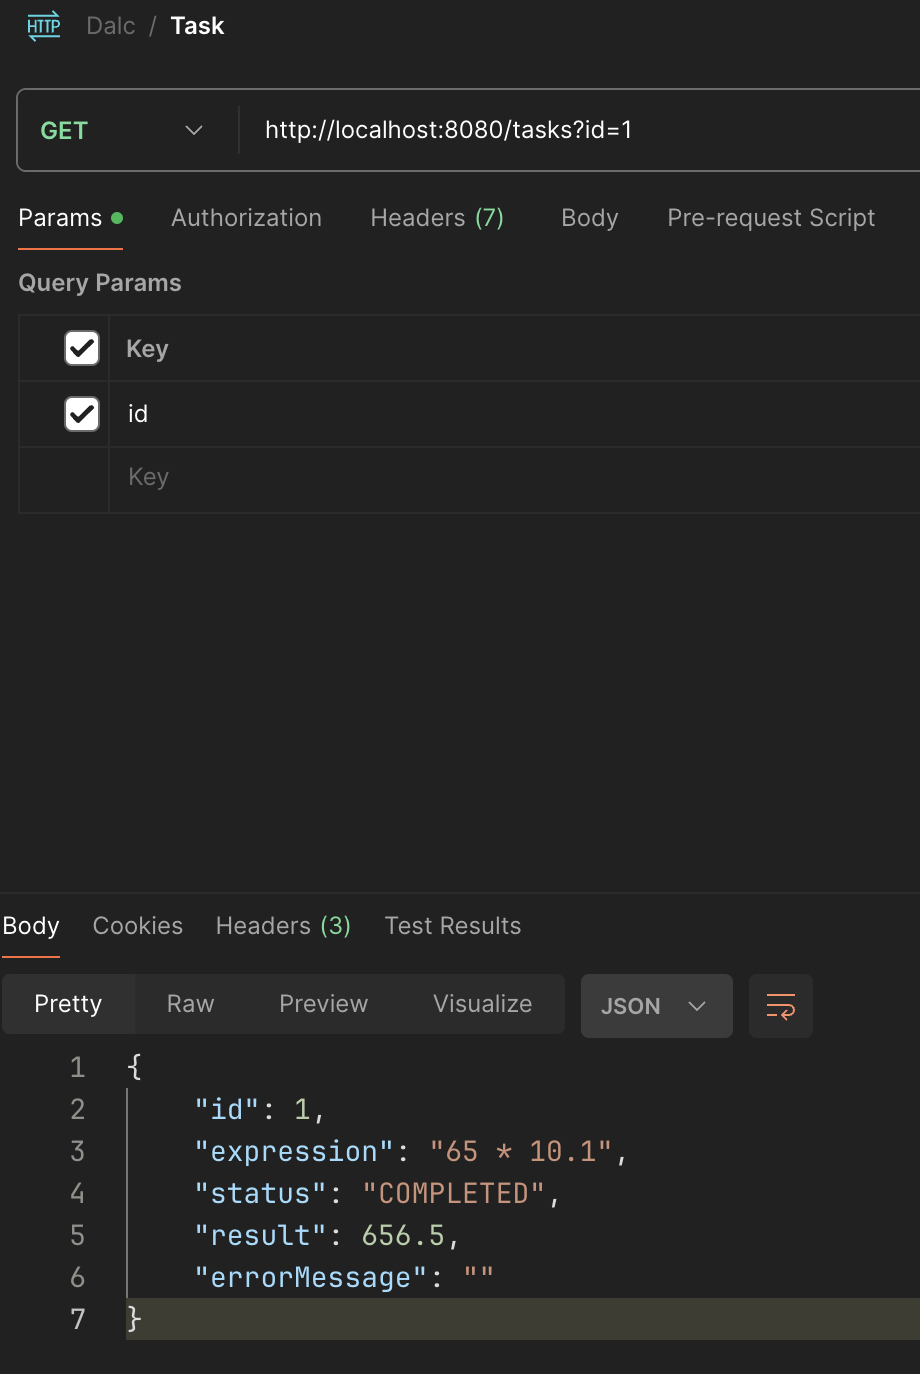 HTTP Dalc / Task
GET http://localhost:8080/tasks?id=1
Params Authorization Headers (7) Body Pre-request Script
Query Params
Key
id
Key
Body Cookies Headers (3) Test Results
Pretty Raw Preview Visualize JSON
1 {
2     "id": 1,
3     "expression": "65 * 10.1",
4     "status": "COMPLETED",
5     "result": 656.5,
6     "errorMessage": ""
7 }